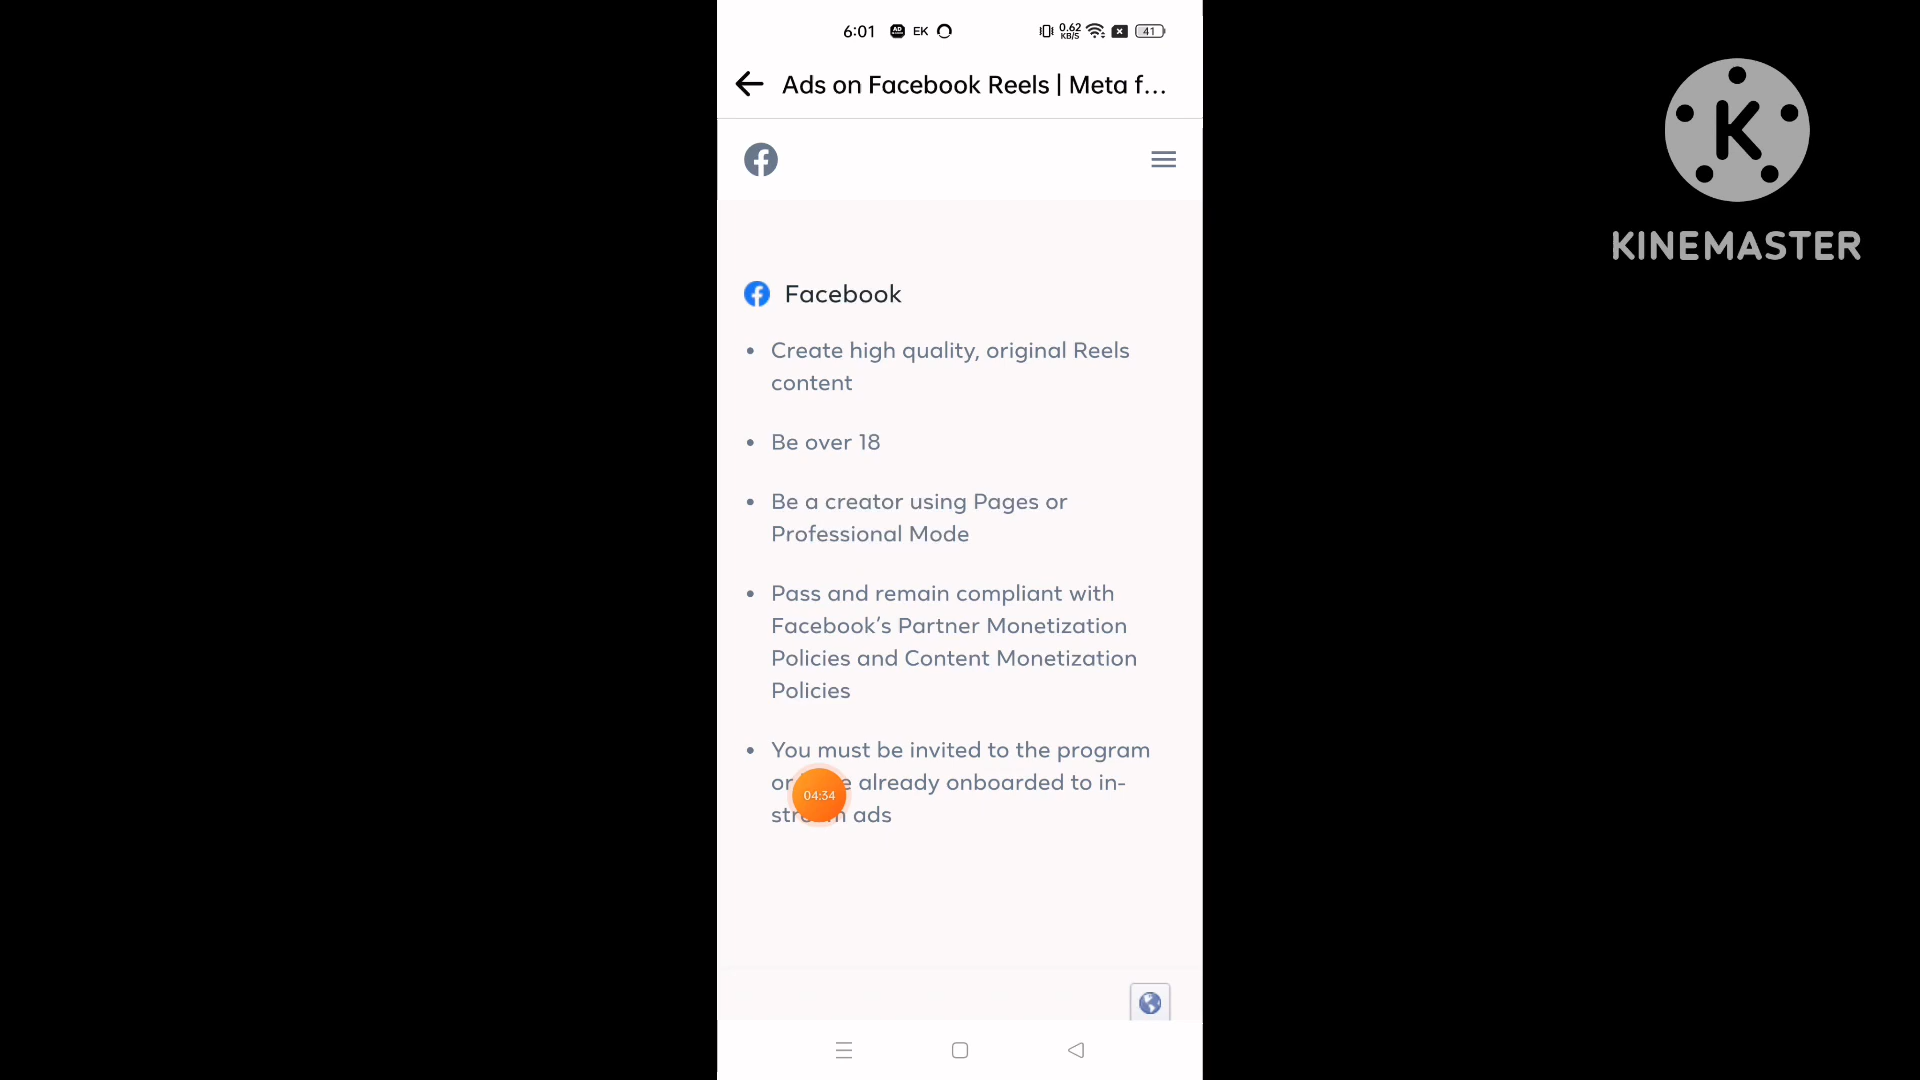 6:01 AD EK 0.62 KB/S 41
Ads on Facebook Reels | Meta f...
K
KINEMASTER
Facebook
• Create high quality, original Reels
content
• Be over 18
• Be a creator using Pages or
Professional Mode
• Pass and remain compliant with
Facebook's Partner Monetization
Policies and Content Monetization
Policies
• You must be invited to the program
or already onboarded to in-
04:34
ads